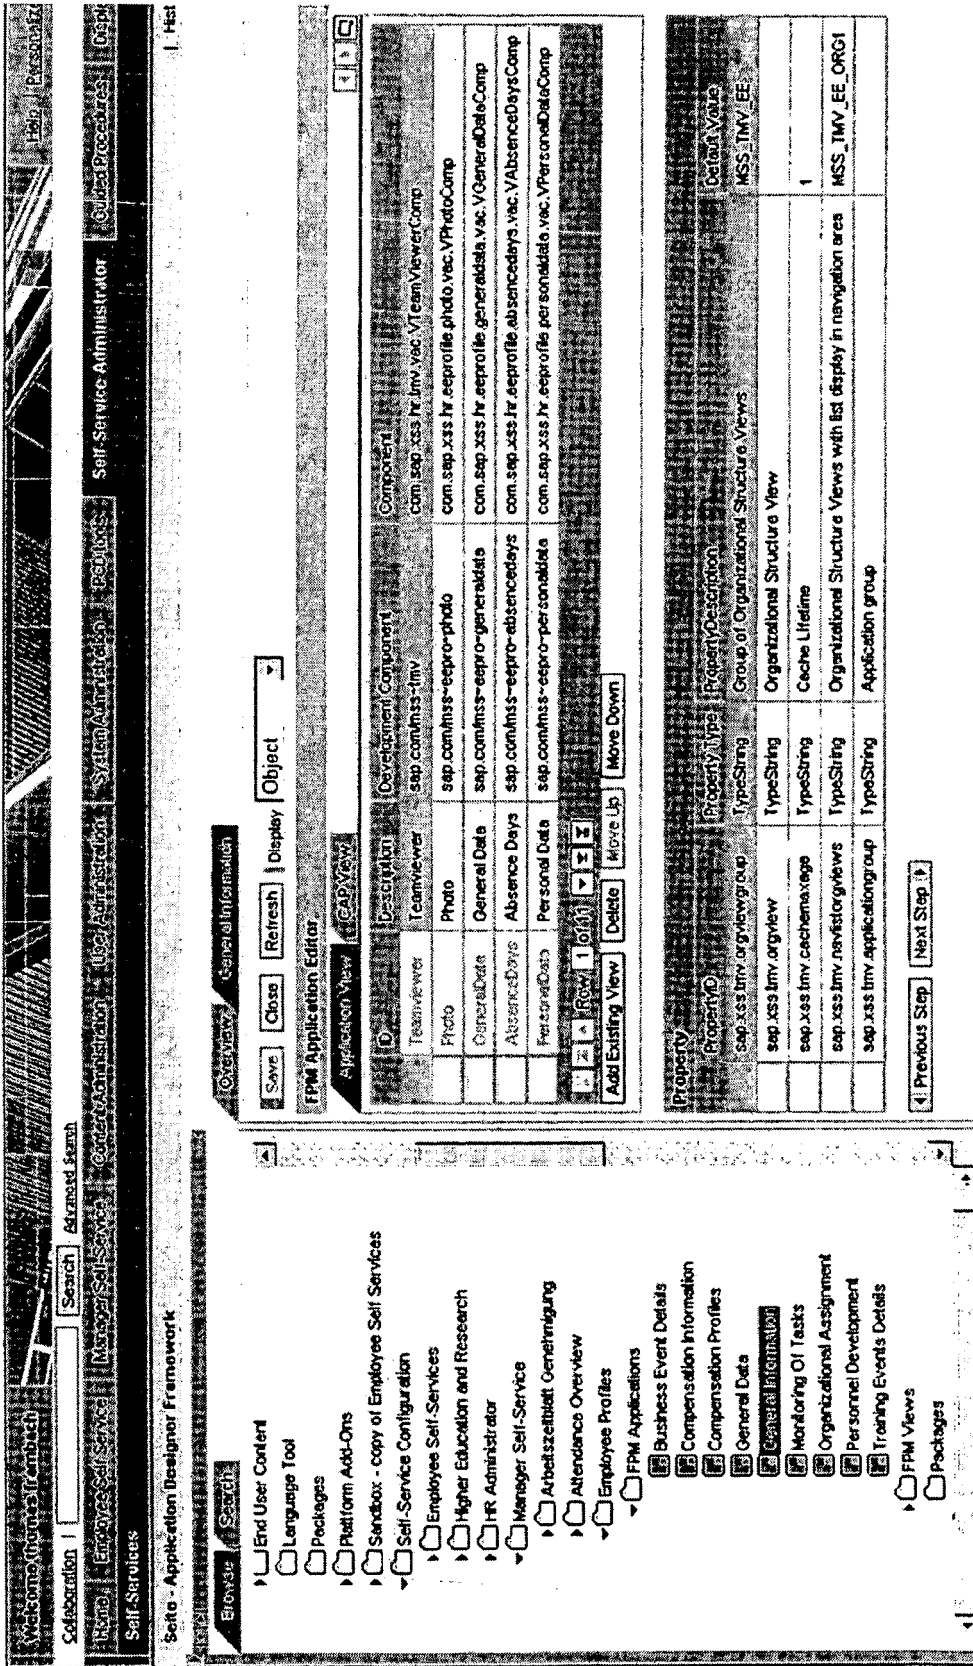 Welcome thomas frambach
Help | Personalize
Collaboration |
Search
Advanced Search
Home | Employee Self-Service | Manager Self-Service | Content Administration | User Administration | System Administration | PCD Tools | Self-Service Administrator | Guided Procedures
Self-Services
Seite - Application Designer Framework
| Hist
Browse
Search
End User Content
Language Tool
Packages
Platform Add-Ons
Sandbox - copy of Employee Self Services
Self-Service Configuration
Employee Self-Services
Higher Education and Research
HR Administrator
Manager Self-Service
Arbeitszeitblatt Genehmigung
Attendance Overview
Employee Profiles
FPM Applications
Business Event Details
Compensation Information
Compensation Profiles
General Data
General Information
Monitoring Of Tasks
Organizational Assignment
Personnel Development
Training Events Details
FPM Views
Packages
Overview
General Information
Save Close Refresh | Display Object
FPM Application Editor
Application View
CAP View
ID Description Development Component Component
Teamviewer Teamviewer sap.com/mss~tmv com.sap.xss.hr.tmv.vac.VTeamViewerComp
Photo Photo sap.com/mss~eepro~photo com.sap.xss.hr.eeprofile.photo.vac.VPhotoComp
GeneralData General Data sap.com/mss~eepro~generaldata com.sap.xss.hr.eeprofile.generaldata.vac.VGeneralDataComp
AbsenceDays Absence Days sap.com/mss~eepro~absencedays com.sap.xss.hr.eeprofile.absencedays.vac.VAbsenceDaysComp
PersonalData Personal Data sap.com/mss~eepro~personaldata com.sap.xss.hr.eeprofile.personaldata.vac.VPersonalDataComp
Row 1 of 11
Add Existing View Delete Move Up Move Down
Property
PropertyID Property Type PropertyDescription Default Value
sap.xss.tmv.orgviewgroup TypeString Group of Organizational Structure Views MSS_TMV_EE
sap.xss.tmv.orgview TypeString Organizational Structure View
sap.xss.tmv.cachemaxage TypeString Cache Lifetime 1
sap.xss.tmv.navlistorgviews TypeString Organizational Structure Views with list display in navigation area MSS_TMV_EE_ORG1
sap.xss.tmv.applicationgroup TypeString Application group
Previous Step Next Step